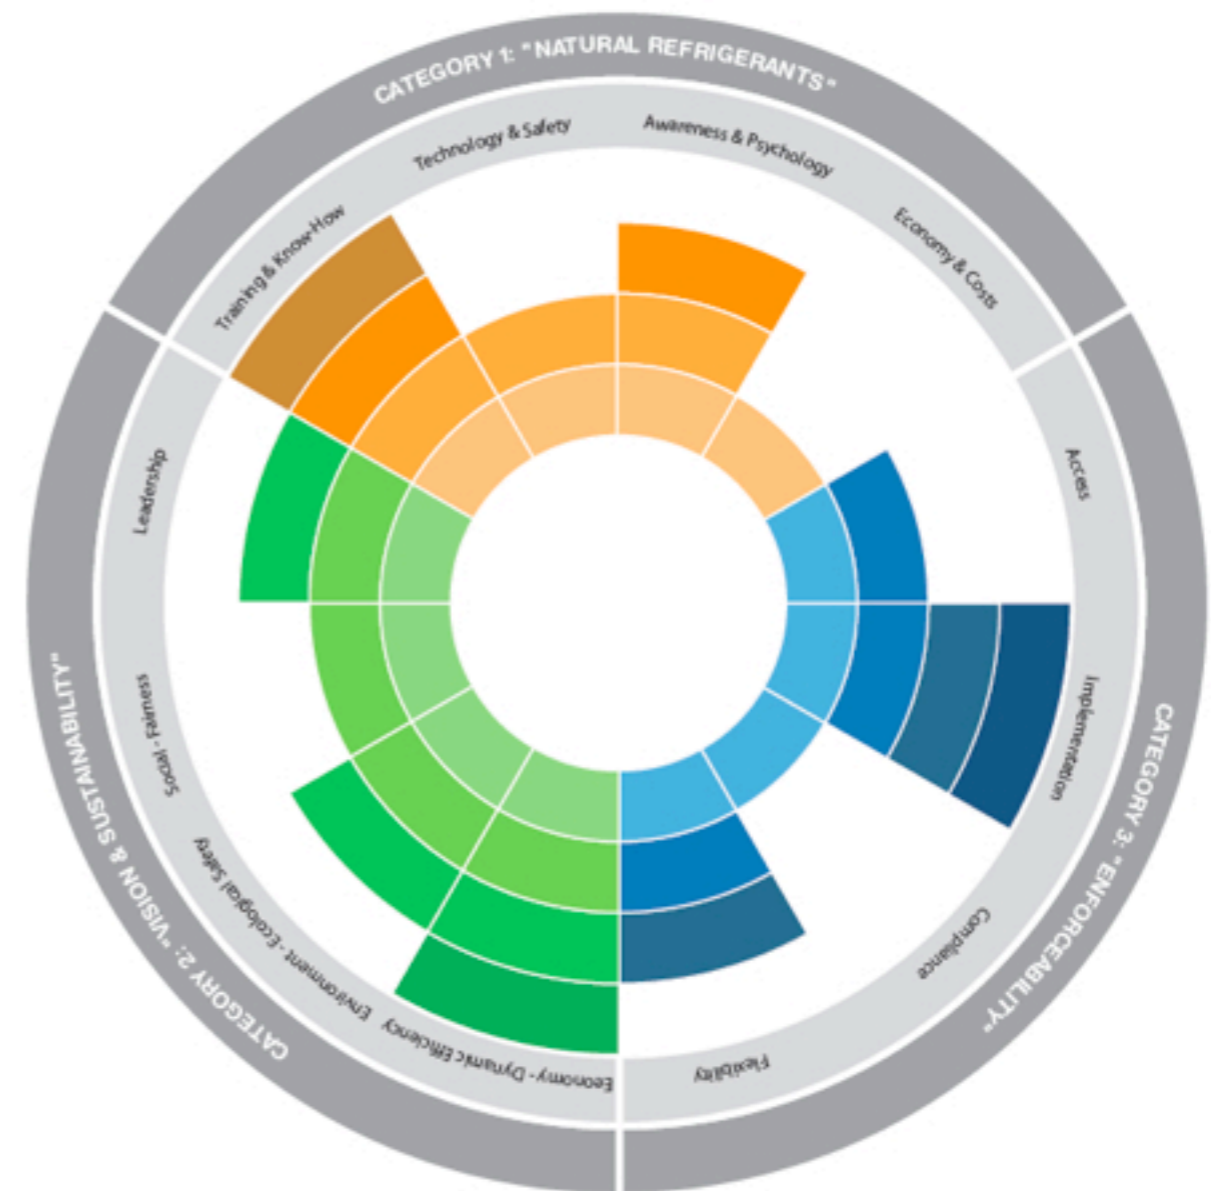 CATEGORY 1: "NATURAL REFRIGERANTS"
Training & Know-How
Technology & Safety
Awareness & Psychology
Economy & Costs
CATEGORY 2: "VISION & SUSTAINABILITY"
Leadership
Social - Fairness
Environment - Ecological Safety
Eeonomy - Dynamic Efficiency
CATEGORY 3: "ENFORCEABILITY"
Access
Implementation
Compliance
Flexibility